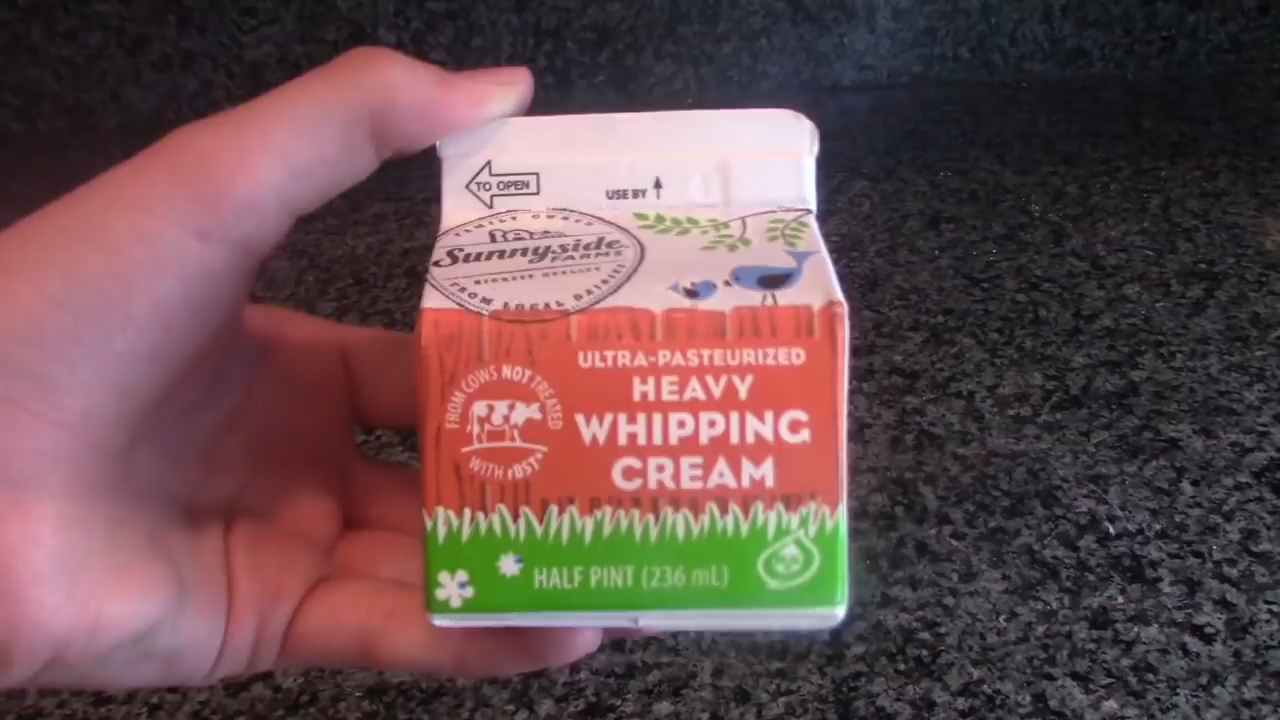 TO OPEN
USE BY
FAMILY OWNED
Sunnyside
FARMS
HIGHEST QUALITY
FROM LOCAL DAIRIES
ULTRA-PASTEURIZED
HEAVY
WHIPPING
CREAM
FROM COWS NOT TREATED
WITH rBST*
HALF PINT (236 mL)